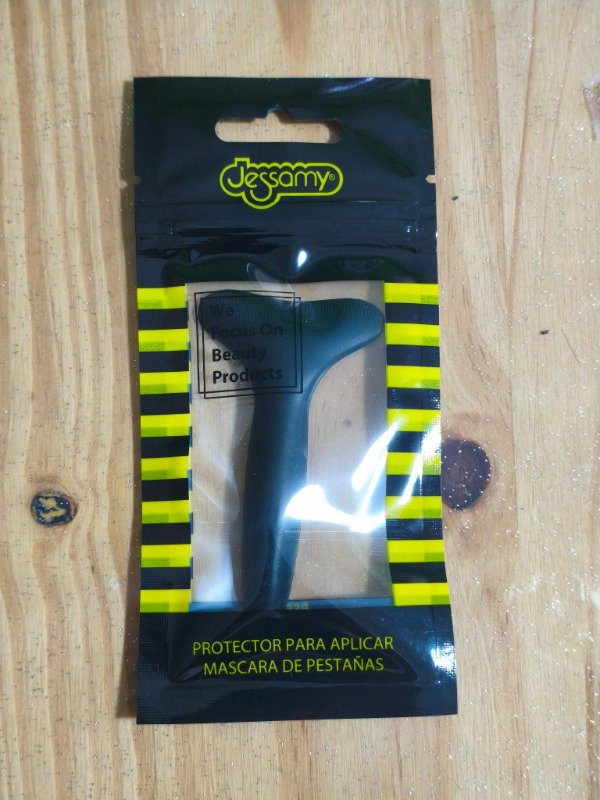 Jessamy®
We
Focus On
Beauty
Products
PROTECTOR PARA APLICAR
MASCARA DE PESTAÑAS